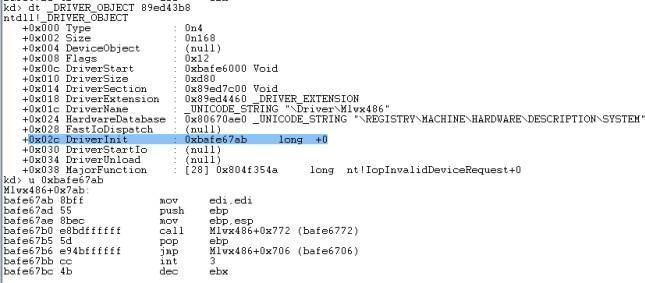 kd> dt _DRIVER_OBJECT 89ed43b8
ntdll!_DRIVER_OBJECT
+0x000 Type : 0n4
+0x002 Size : 0n168
+0x004 DeviceObject : (null)
+0x008 Flags : 0x12
+0x00c DriverStart : 0xbafe6000 Void
+0x010 DriverSize : 0xd80
+0x014 DriverSection : 0x89ed7c00 Void
+0x018 DriverExtension : 0x89ed4460 _DRIVER_EXTENSION
+0x01c DriverName : _UNICODE_STRING "\Driver\Mlvx486"
+0x024 HardwareDatabase : 0x80670ae0 _UNICODE_STRING "\REGISTRY\MACHINE\HARDWARE\DESCRIPTION\SYSTEM"
+0x028 FastIoDispatch : (null)
+0x02c DriverInit : 0xbafe67ab long +0
+0x030 DriverStartIo : (null)
+0x034 DriverUnload : (null)
+0x038 MajorFunction : [28] 0x804f354a long nt!IopInvalidDeviceRequest+0
kd> u 0xbafe67ab
Mlvx486+0x7ab:
bafe67ab 8bff mov edi,edi
bafe67ad 55 push ebp
bafe67ae 8bec mov ebp,esp
bafe67b0 e8bdffffff call Mlvx486+0x772 (bafe6772)
bafe67b5 5d pop ebp
bafe67b6 e94bffffff jmp Mlvx486+0x706 (bafe6706)
bafe67bb cc int 3
bafe67bc 4b dec ebx